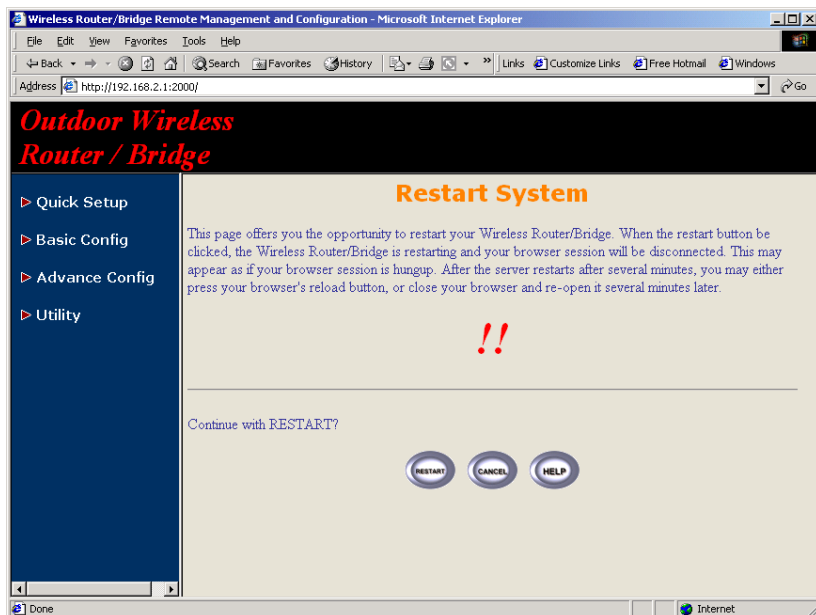 Wireless Router/Bridge Remote Management and Configuration - Microsoft Internet Explorer
File Edit View Favorites Tools Help
Back Search Favorites History » Links Customize Links Free Hotmail Windows
Address http://192.168.2.1:2000/ Go
Outdoor Wireless
Router / Bridge
Quick Setup
Basic Config
Advance Config
Utility
Restart System
This page offers you the opportunity to restart your Wireless Router/Bridge. When the restart button be
clicked, the Wireless Router/Bridge is restarting and your browser session will be disconnected. This may
appear as if your browser session is hungup. After the server restarts after several minutes, you may either
press your browser's reload button, or close your browser and re-open it several minutes later.
!!
Continue with RESTART?
RESTART CANCEL HELP
Done Internet